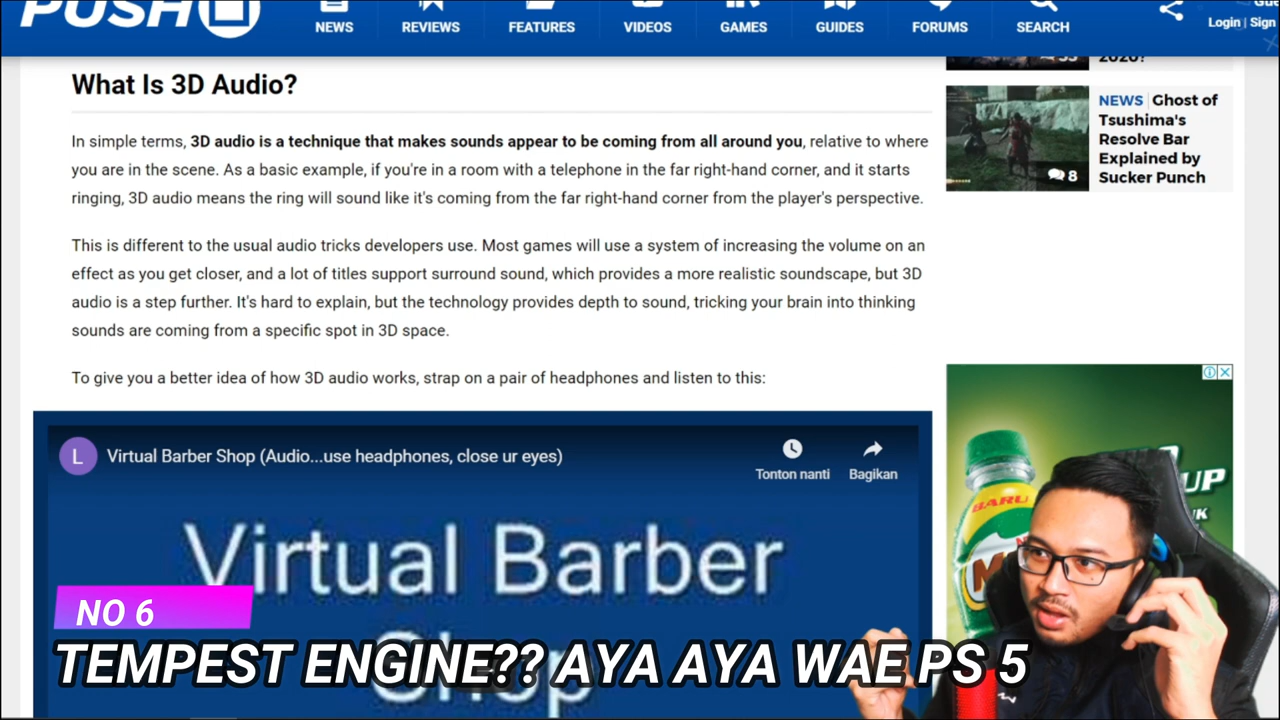 PUSH
NEWS REVIEWS FEATURES VIDEOS GAMES GUIDES FORUMS SEARCH
Login | Sign
What Is 3D Audio?
In simple terms, 3D audio is a technique that makes sounds appear to be coming from all around you, relative to where
you are in the scene. As a basic example, if you're in a room with a telephone in the far right-hand corner, and it starts
ringing, 3D audio means the ring will sound like it's coming from the far right-hand corner from the player's perspective.
This is different to the usual audio tricks developers use. Most games will use a system of increasing the volume on an
effect as you get closer, and a lot of titles support surround sound, which provides a more realistic soundscape, but 3D
audio is a step further. It's hard to explain, but the technology provides depth to sound, tricking your brain into thinking
sounds are coming from a specific spot in 3D space.
To give you a better idea of how 3D audio works, strap on a pair of headphones and listen to this:
L
Virtual Barber Shop (Audio...use headphones, close ur eyes)
Tonton nanti
Bagikan
Virtual Barber
Shop
2020?
NEWS Ghost of
Tsushima's
Resolve Bar
Explained by
Sucker Punch
8
BARU
NO 6
TEMPEST ENGINE?? AYA AYA WAE PS 5